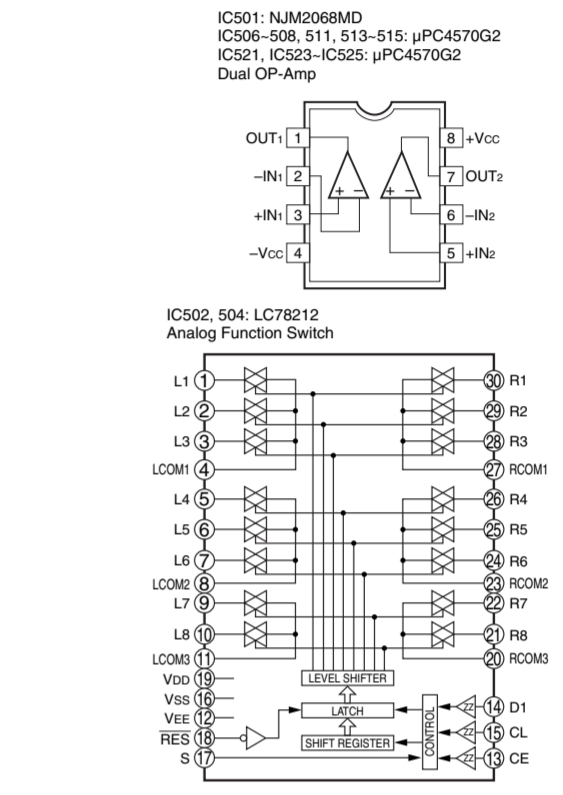 IC501: NJM2068MD
IC506~508, 511, 513~515: µPC4570G2
IC521, IC523~IC525: µPC4570G2
Dual OP-Amp
OUT1 1 8 +VCC
–IN1 2 7 OUT2
+ – + –
+IN1 3 6 –IN2
–VCC 4 5 +IN2
IC502, 504: LC78212
Analog Function Switch
L1 1 30 R1
L2 2 29 R2
L3 3 28 R3
LCOM1 4 27 RCOM1
L4 5 26 R4
L5 6 25 R5
L6 7 24 R6
LCOM2 8 23 RCOM2
L7 9 22 R7
L8 10 21 R8
LCOM3 11 20 RCOM3
VDD 19 LEVEL SHIFTER
VSS 16 LATCH CONTROL ZZ 14 D1
VEE 12 ZZ 15 CL
RES 18 SHIFT REGISTER
S 17 ZZ 13 CE